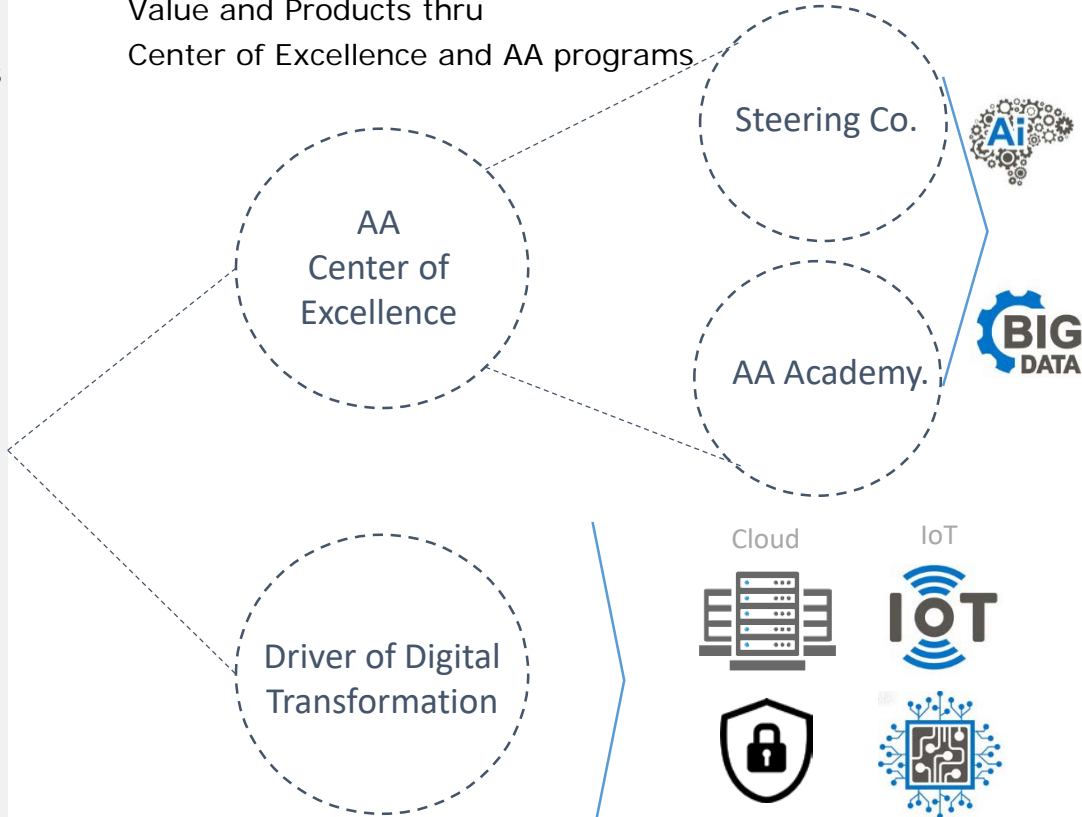 Value and Products thru
Center of Excellence and AA programs
Steering Co.
Ai
AA
Center of
Excellence
BIG
DATA
AA Academy.
Cloud
IoT
IoT
Driver of Digital
Transformation